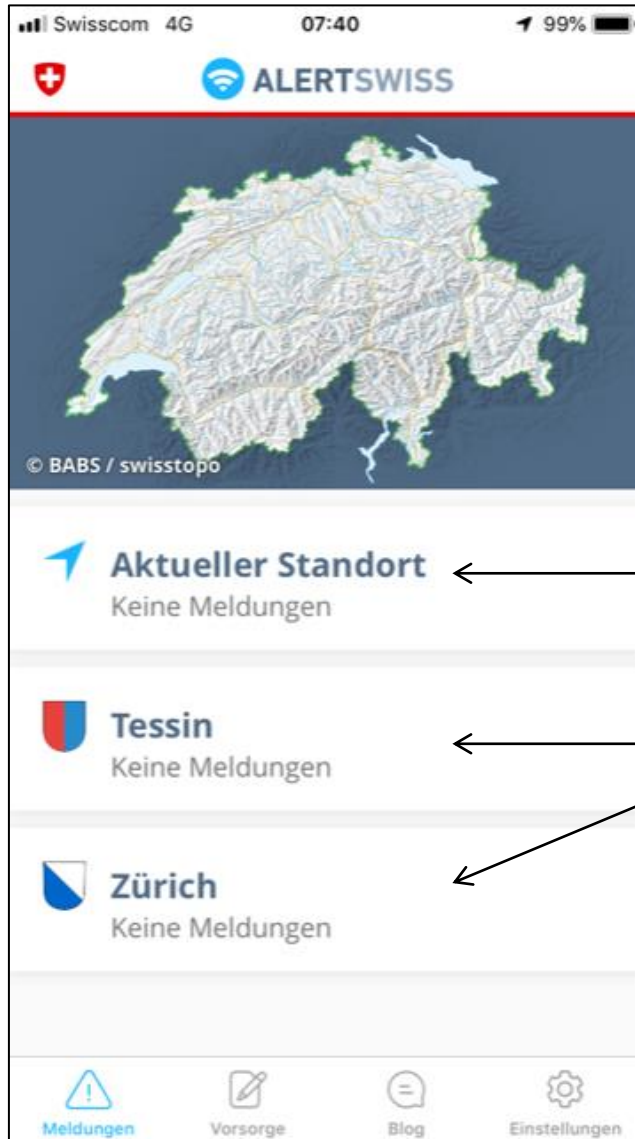 Swisscom 4G 07:40 99%
ALERTSWISS
© BABS / swisstopo
Aktueller Standort
Keine Meldungen
Tessin
Keine Meldungen
Zürich
Keine Meldungen
Meldungen Vorsorge Blog Einstellungen